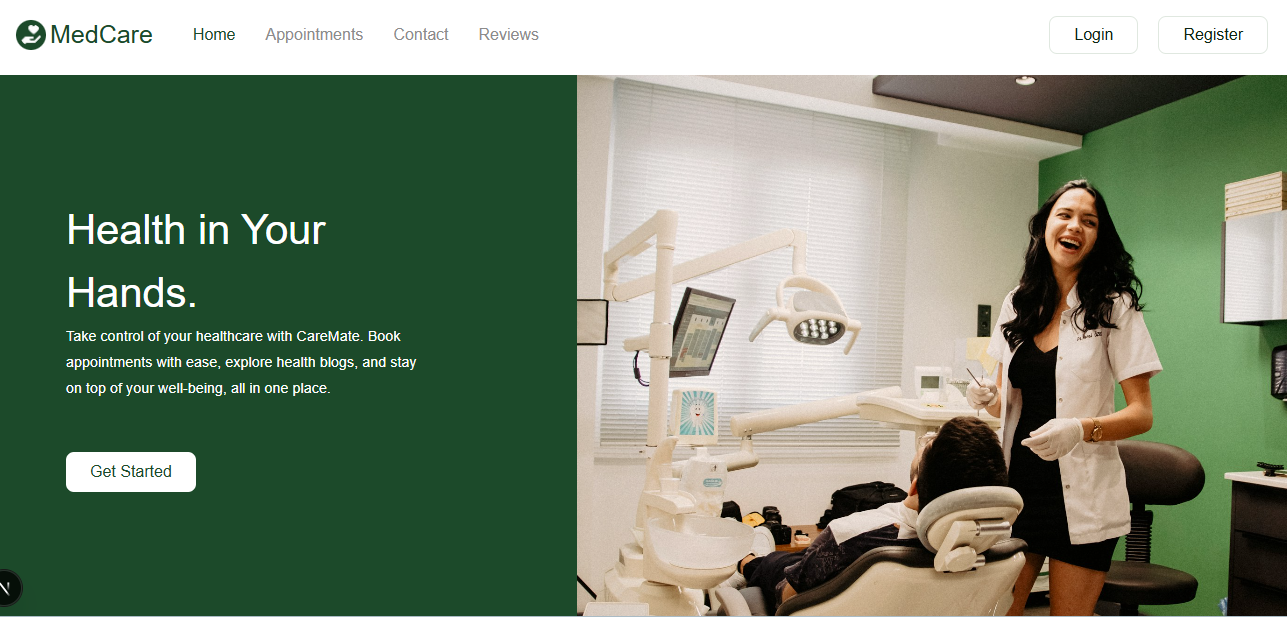 MedCare
Home
Appointments
Contact
Reviews
Login
Register
Health in Your
Hands.
Take control of your healthcare with CareMate. Book
appointments with ease, explore health blogs, and stay
on top of your well-being, all in one place.
Get Started